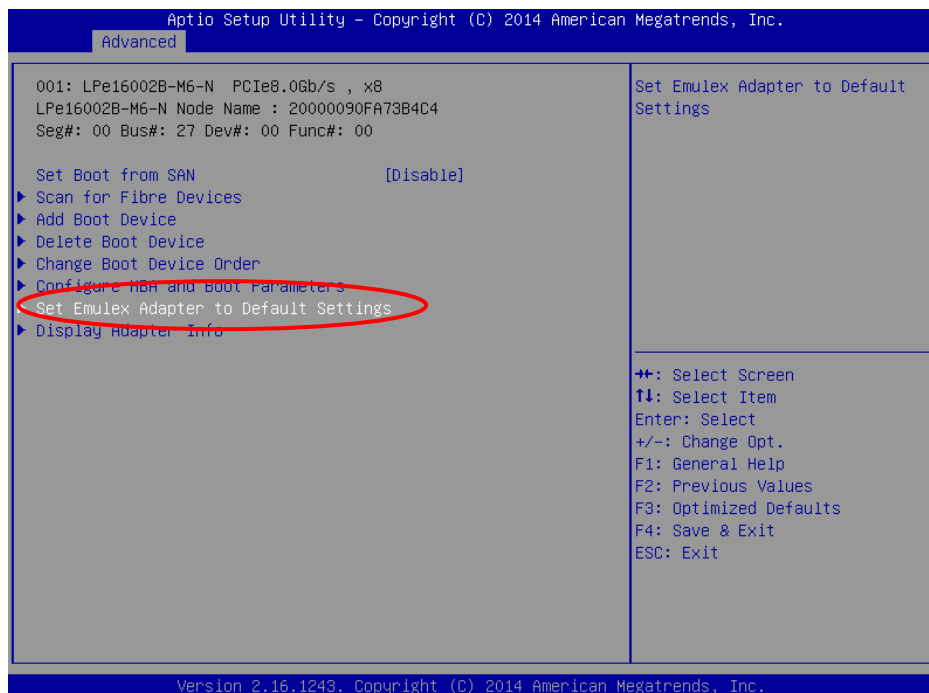 Aptio Setup Utility – Copyright (C) 2014 American Megatrends, Inc.
Advanced
001: LPe16002B-M6-N PCIe8.0Gb/s , x8
LPe16002B-M6-N Node Name : 20000090FA73B4C4
Seg#: 00 Bus#: 27 Dev#: 00 Func#: 00
Set Boot from SAN [Disable]
Scan for Fibre Devices
Add Boot Device
Delete Boot Device
Change Boot Device Order
Configure HBA and Boot Parameters
Set Emulex Adapter to Default Settings
Display Adapter Info
Set Emulex Adapter to Default
Settings
→←: Select Screen
↑↓: Select Item
Enter: Select
+/-: Change Opt.
F1: General Help
F2: Previous Values
F3: Optimized Defaults
F4: Save & Exit
ESC: Exit
Version 2.16.1243. Copyright (C) 2014 American Megatrends, Inc.